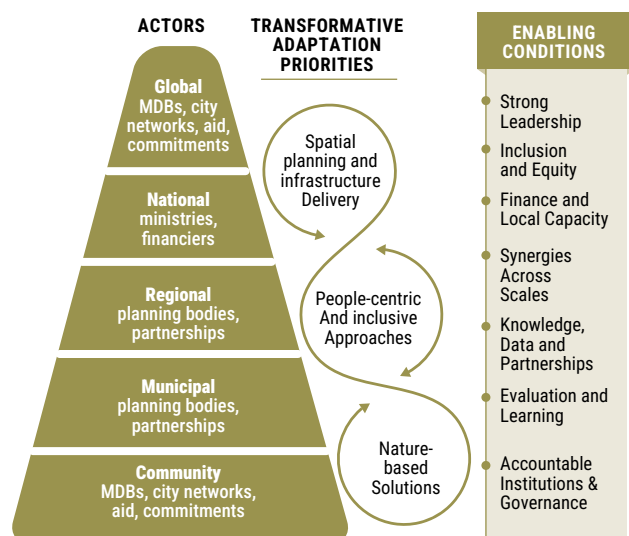 ACTORS
Global
MDBs, city
networks, aid,
commitments
National
ministries,
financiers
Regional
planning bodies,
partnerships
Municipal
planning bodies,
partnerships
Community
MDBs, city networks,
aid, commitments
TRANSFORMATIVE
ADAPTATION
PRIORITIES
Spatial
planning and
infrastructure
Delivery
People-centric
And inclusive
Approaches
Nature-
based
Solutions
ENABLING
CONDITIONS
Strong
Leadership
Inclusion
and Equity
Finance and
Local Capacity
Synergies
Across
Scales
Knowledge,
Data and
Partnerships
Evaluation and
Learning
Accountable
Institutions &
Governance